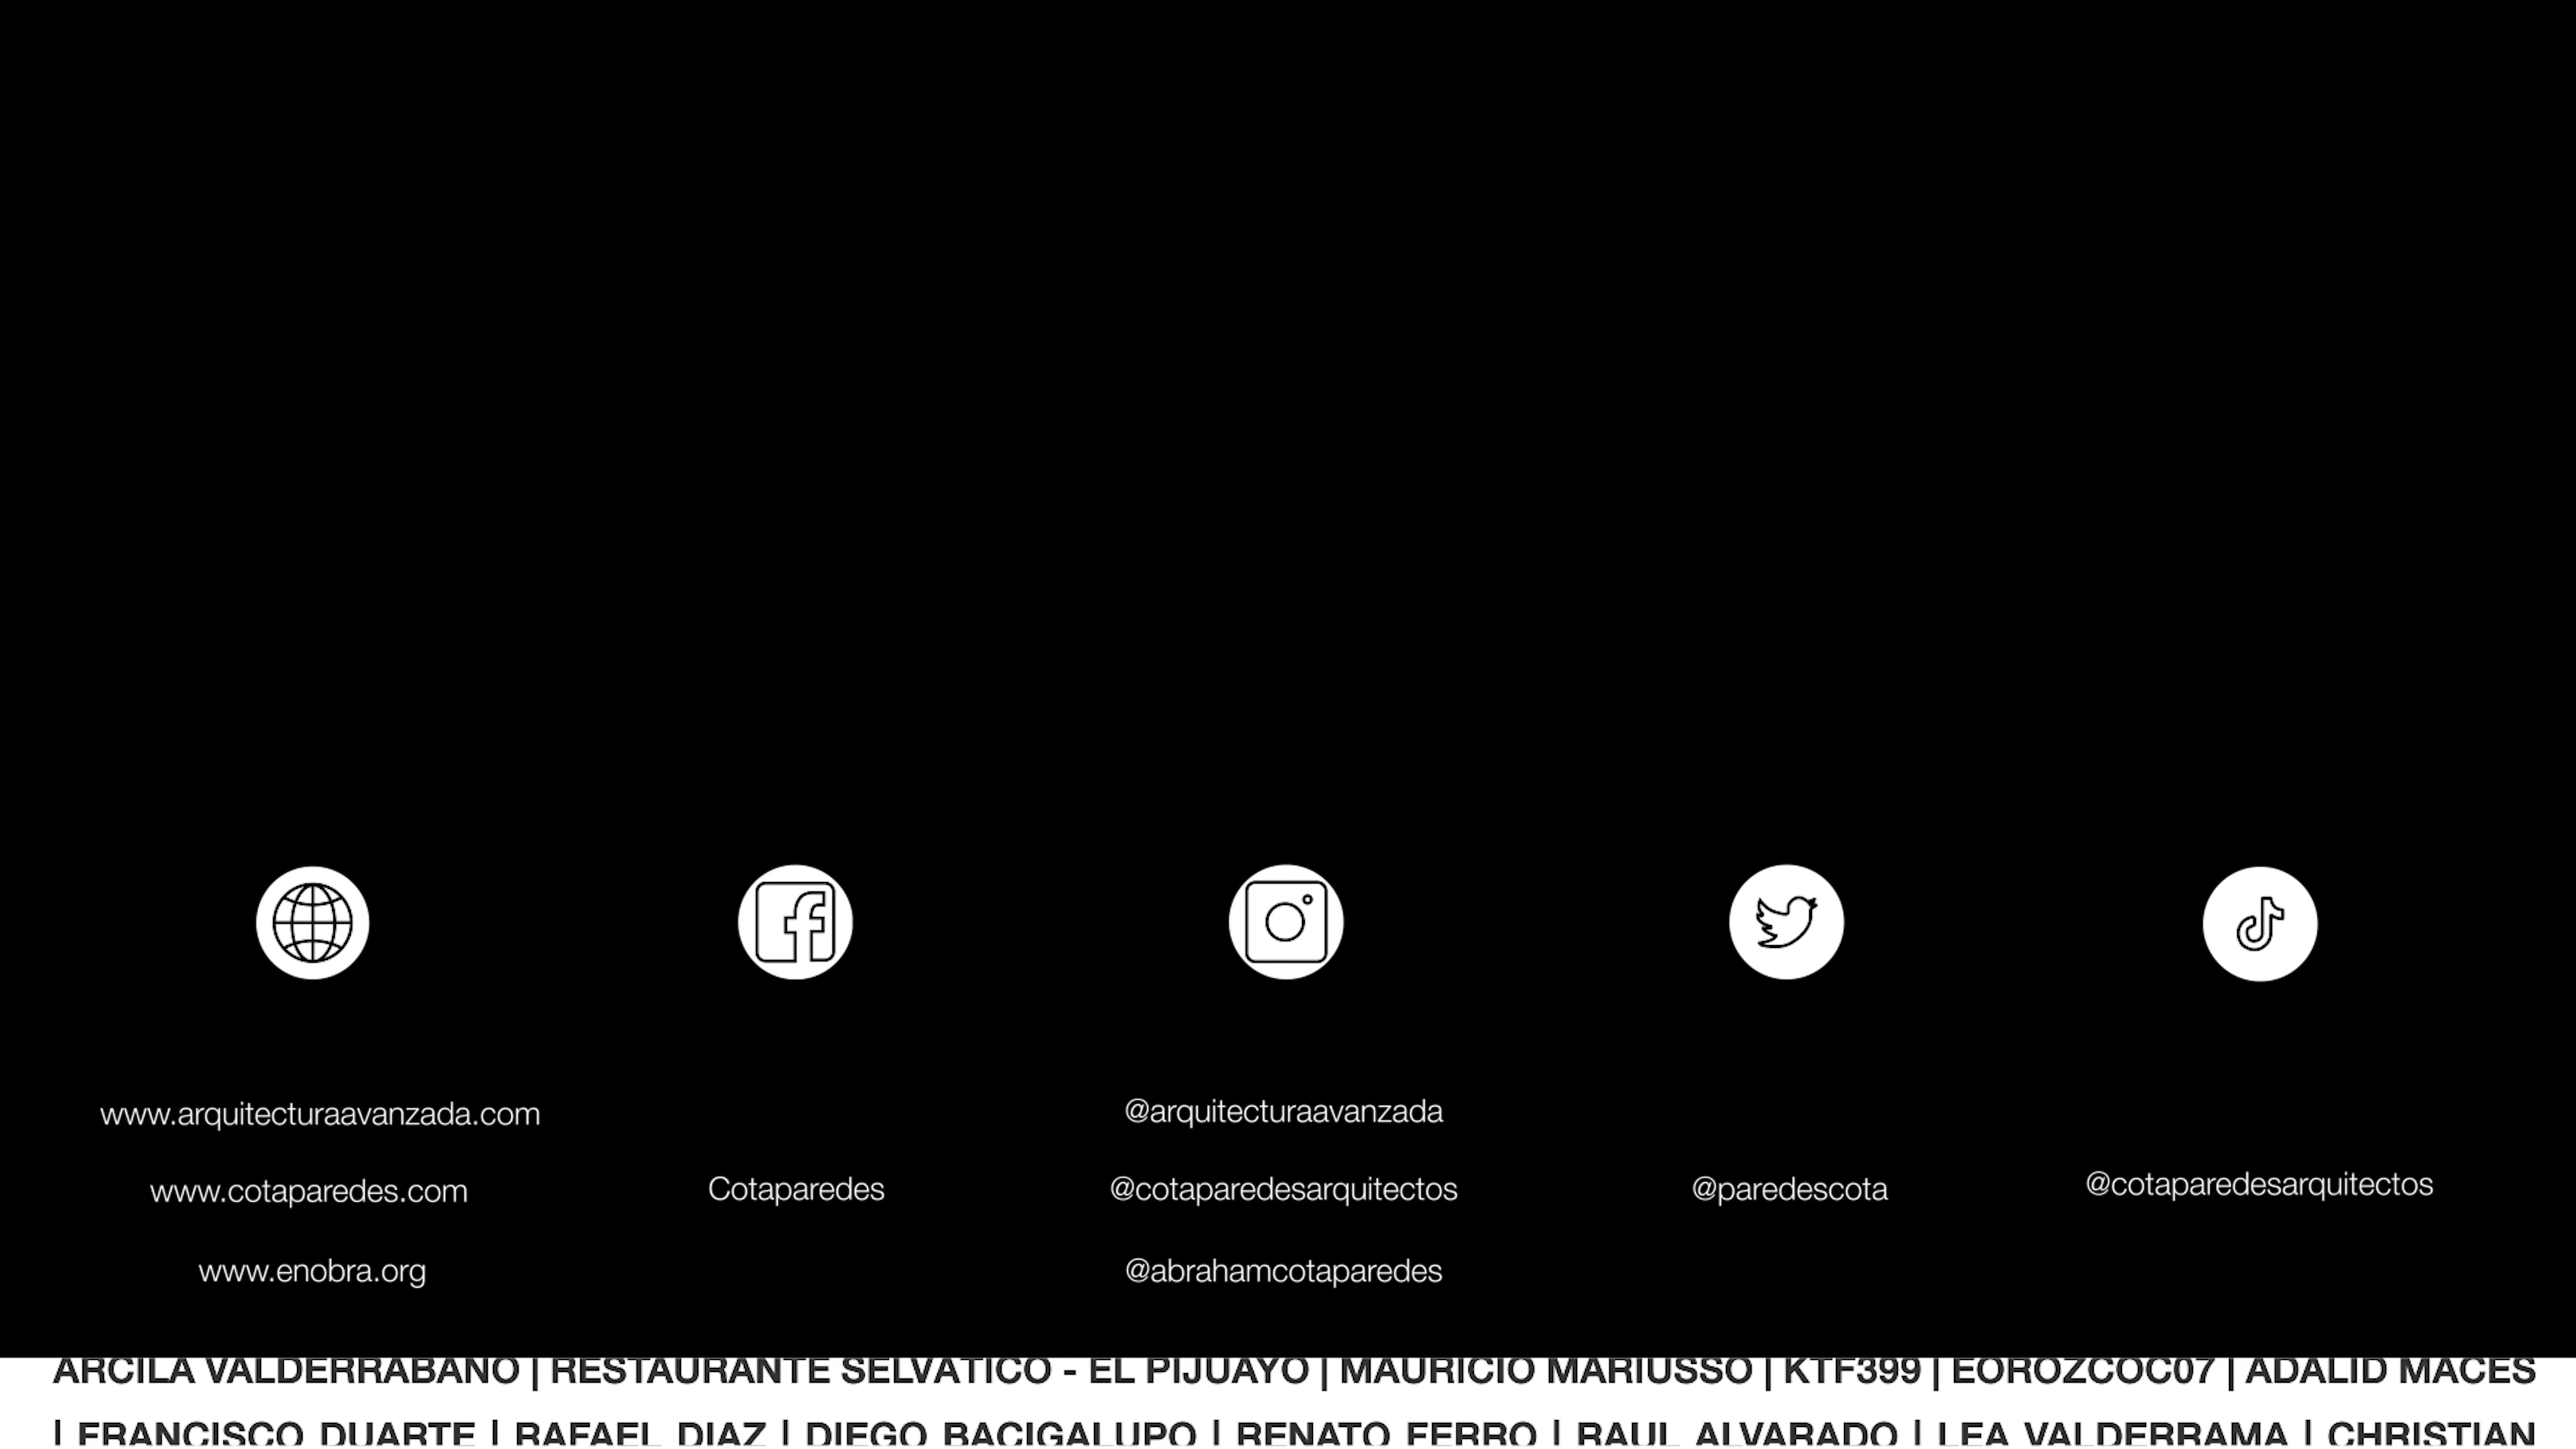 www.arquitecturaavanzada.com
www.cotaparedes.com
www.enobra.org
Cotaparedes
@arquitecturaavanzada
@cotaparedesarquitectos
@abrahamcotaparedes
@paredescota
@cotaparedesarquitectos
ARCILA VALDERRABANO | RESTAURANTE SELVATICO - EL PIJUAYO | MAURICIO MARIUSSO | KTF399 | EOROZCOC07 | ADALID MACES
| FRANCISCO DUARTE | RAFAEL DIAZ | DIEGO BACIGALUPO | RENATO FERRO | RAUL ALVARADO | LEA VALDERRAMA | CHRISTIAN